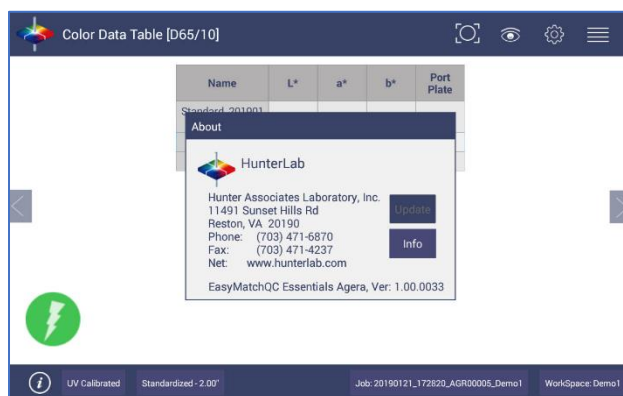 Color Data Table [D65/10]
Name L* a* b* Port Plate
Standard_201901
About
HunterLab
Hunter Associates Laboratory, Inc.
11491 Sunset Hills Rd
Reston, VA 20190
Phone: (703) 471-6870
Fax: (703) 471-4237
Net: www.hunterlab.com
Update
Info
EasyMatchQC Essentials Agera, Ver: 1.00.0033
UV Calibrated Standardized - 2.00" Job: 20190121_172820_AGR00005_Demo1 WorkSpace: Demo1